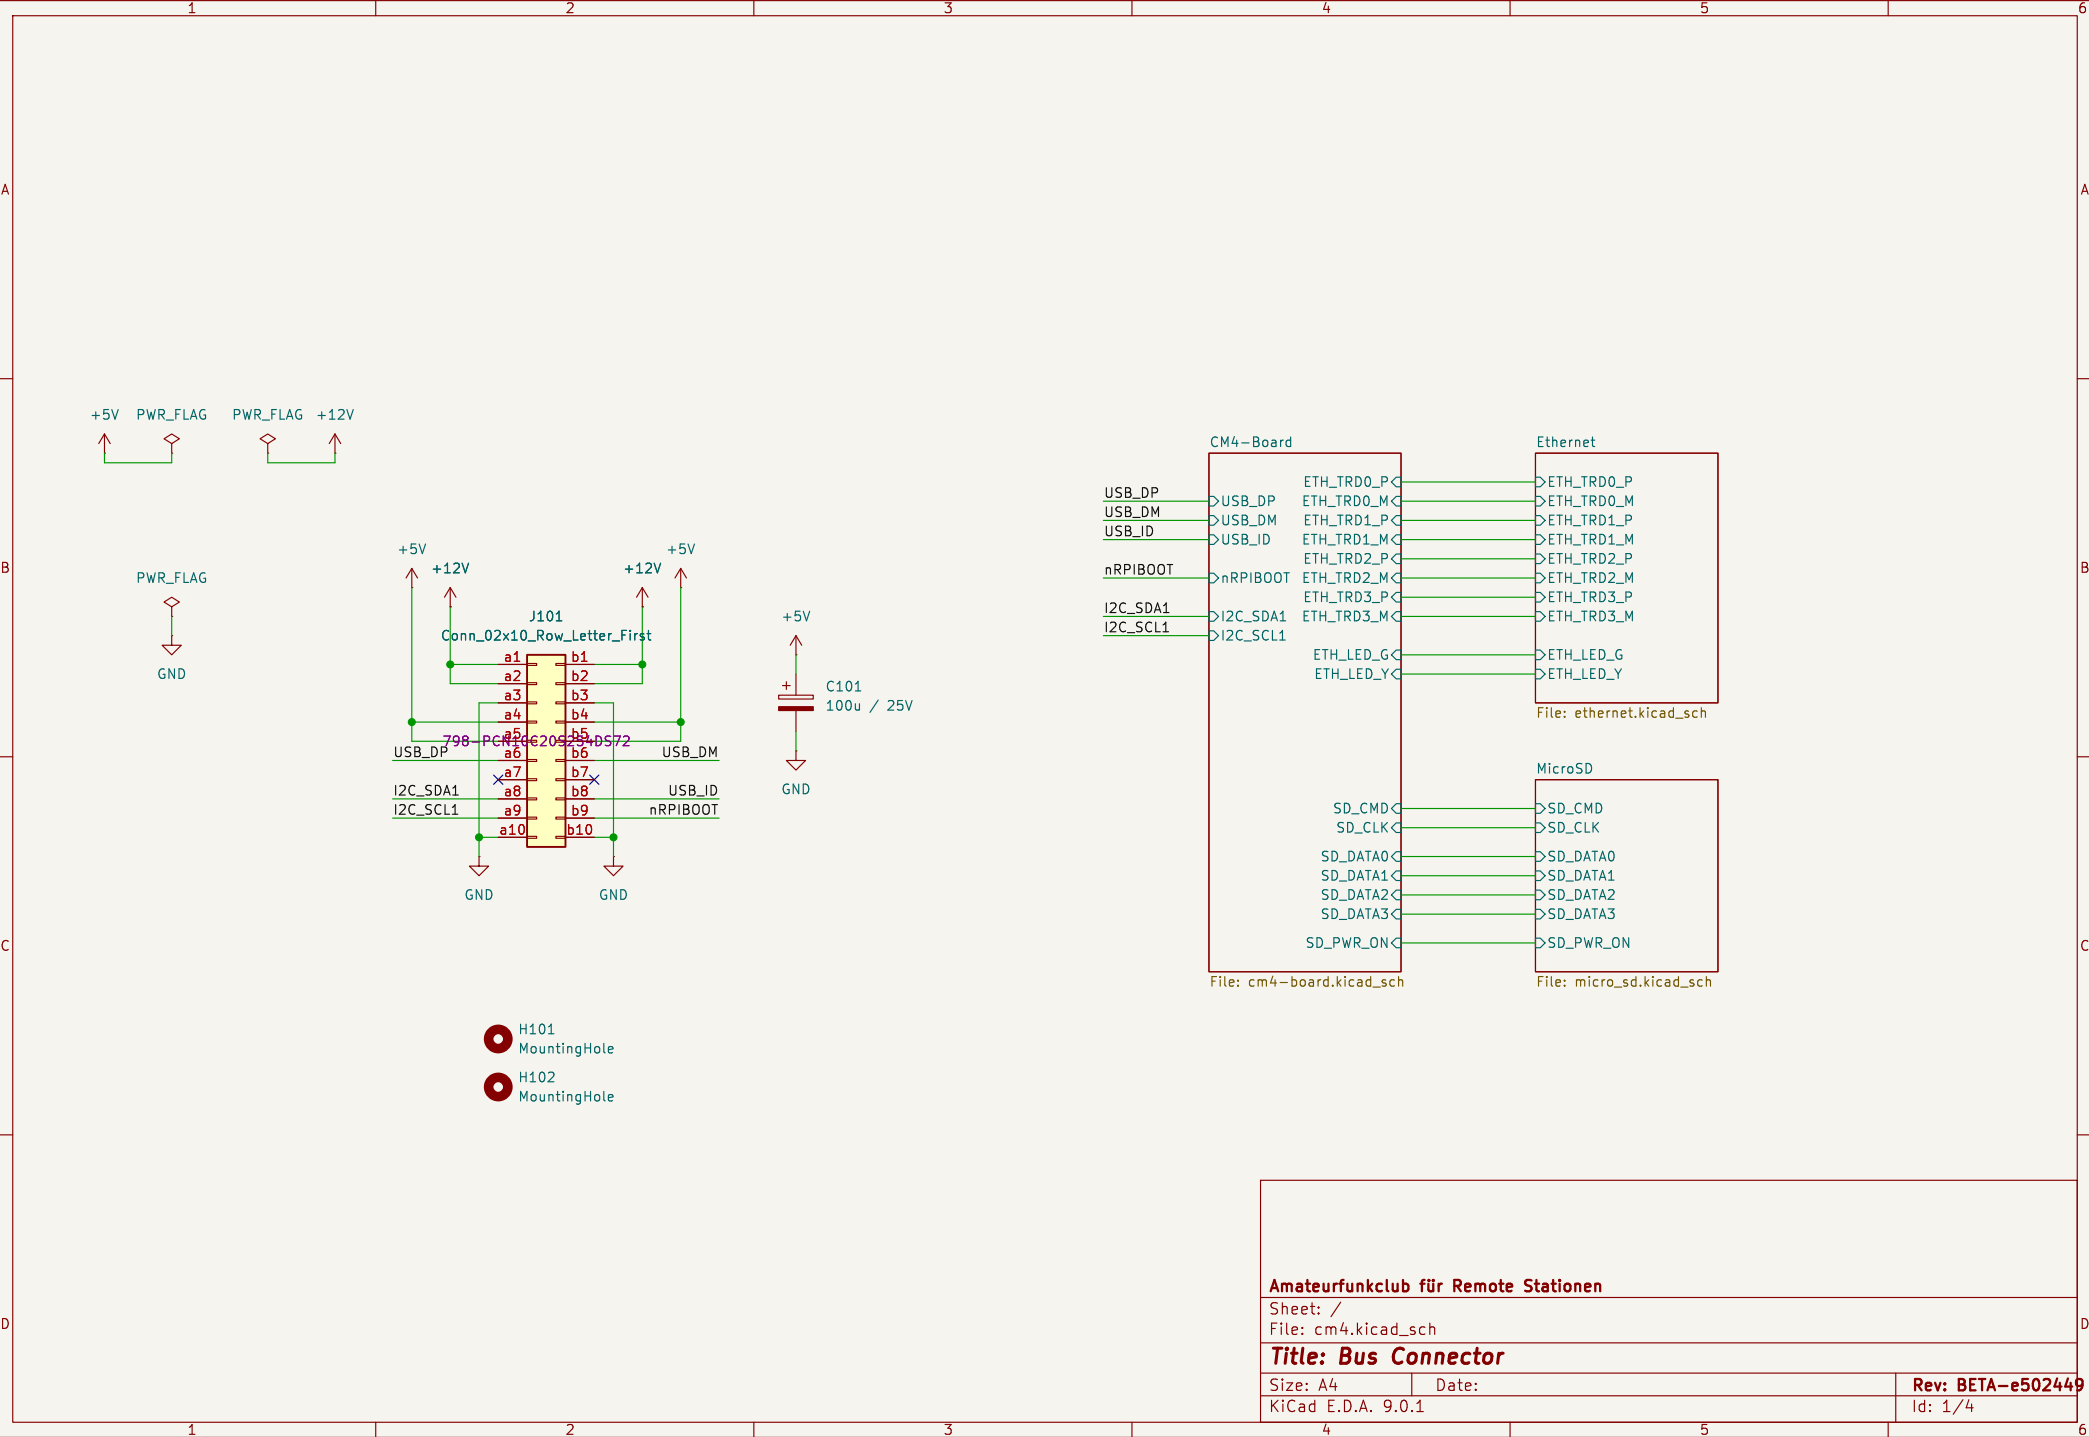 1 2 3 4 5 6
A A
B B
C C
D D
+5V PWR_FLAG PWR_FLAG +12V
PWR_FLAG
GND
+5V +12V +12V +5V
J101
Conn_02x10_Row_Letter_First
a1 b1
a2 b2
a3 b3
a4 b4
a5 b5
798-PCN10C20S254DS72
USB_DP a6 b6 USB_DM
a7 b7
I2C_SDA1 a8 b8 USB_ID
I2C_SCL1 a9 b9 nRPIBOOT
a10 b10
GND GND
+5V
+
C101
100u / 25V
GND
H101
MountingHole
H102
MountingHole
CM4-Board
USB_DP USB_DP
USB_DM USB_DM
USB_ID USB_ID
nRPIBOOT nRPIBOOT
I2C_SDA1 I2C_SDA1
I2C_SCL1 I2C_SCL1
ETH_TRD0_P
ETH_TRD0_M
ETH_TRD1_P
ETH_TRD1_M
ETH_TRD2_P
ETH_TRD2_M
ETH_TRD3_P
ETH_TRD3_M
ETH_LED_G
ETH_LED_Y
SD_CMD
SD_CLK
SD_DATA0
SD_DATA1
SD_DATA2
SD_DATA3
SD_PWR_ON
File: cm4-board.kicad_sch
Ethernet
ETH_TRD0_P
ETH_TRD0_M
ETH_TRD1_P
ETH_TRD1_M
ETH_TRD2_P
ETH_TRD2_M
ETH_TRD3_P
ETH_TRD3_M
ETH_LED_G
ETH_LED_Y
File: ethernet.kicad_sch
MicroSD
SD_CMD
SD_CLK
SD_DATA0
SD_DATA1
SD_DATA2
SD_DATA3
SD_PWR_ON
File: micro_sd.kicad_sch
Amateurfunkclub für Remote Stationen
Sheet: /
File: cm4.kicad_sch
Title: Bus Connector
Size: A4 Date: Rev: BETA-e502449
KiCad E.D.A. 9.0.1 Id: 1/4
1 2 3 4 5 6